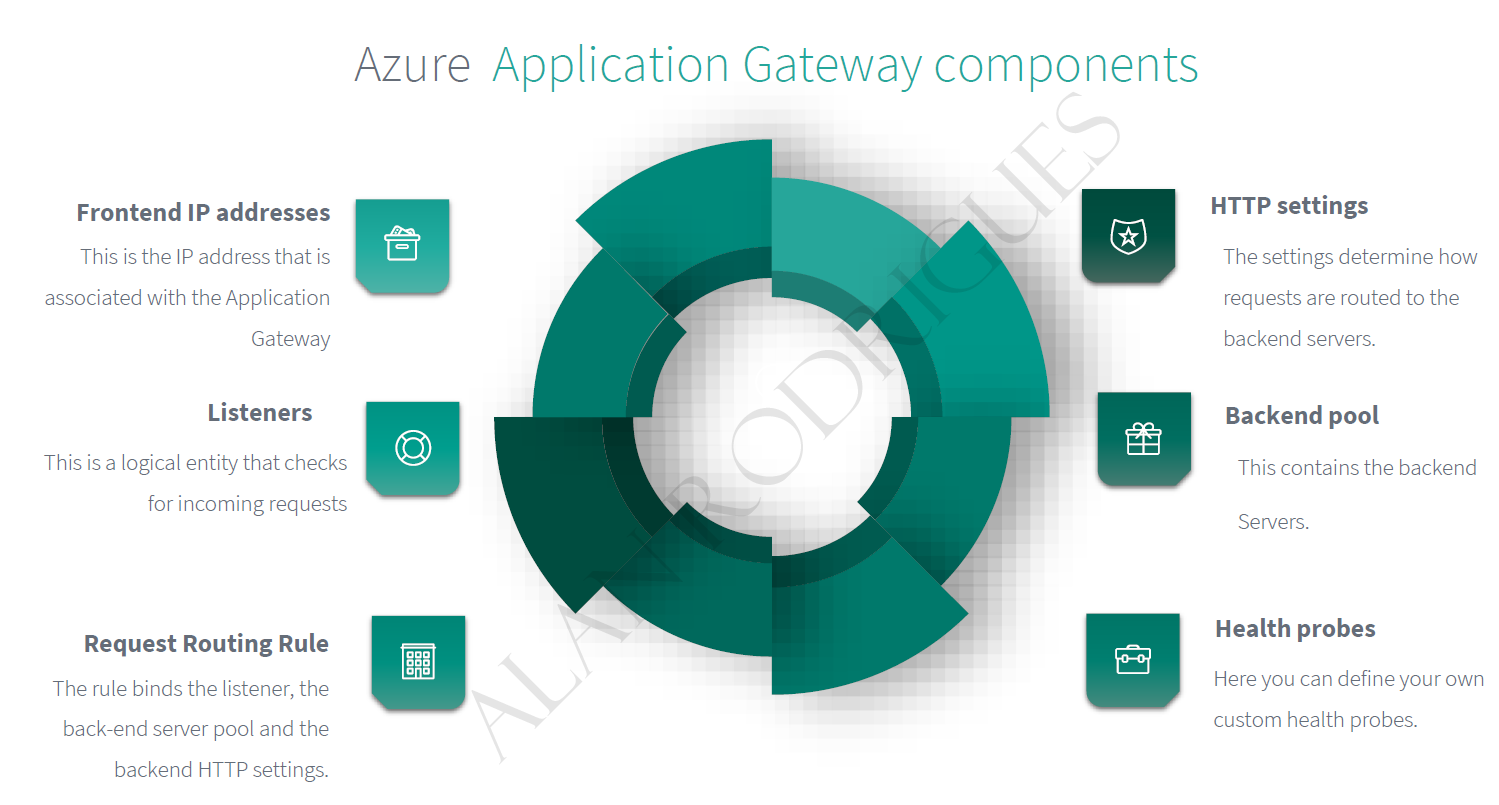 Azure Application Gateway components
Frontend IP addresses
This is the IP address that is
associated with the Application
Gateway
Listeners
This is a logical entity that checks
for incoming requests
Request Routing Rule
The rule binds the listener, the
back-end server pool and the
backend HTTP settings.
HTTP settings
The settings determine how
requests are routed to the
backend servers.
Backend pool
This contains the backend
Servers.
Health probes
Here you can define your own
custom health probes.
ALAN RODRIGUES